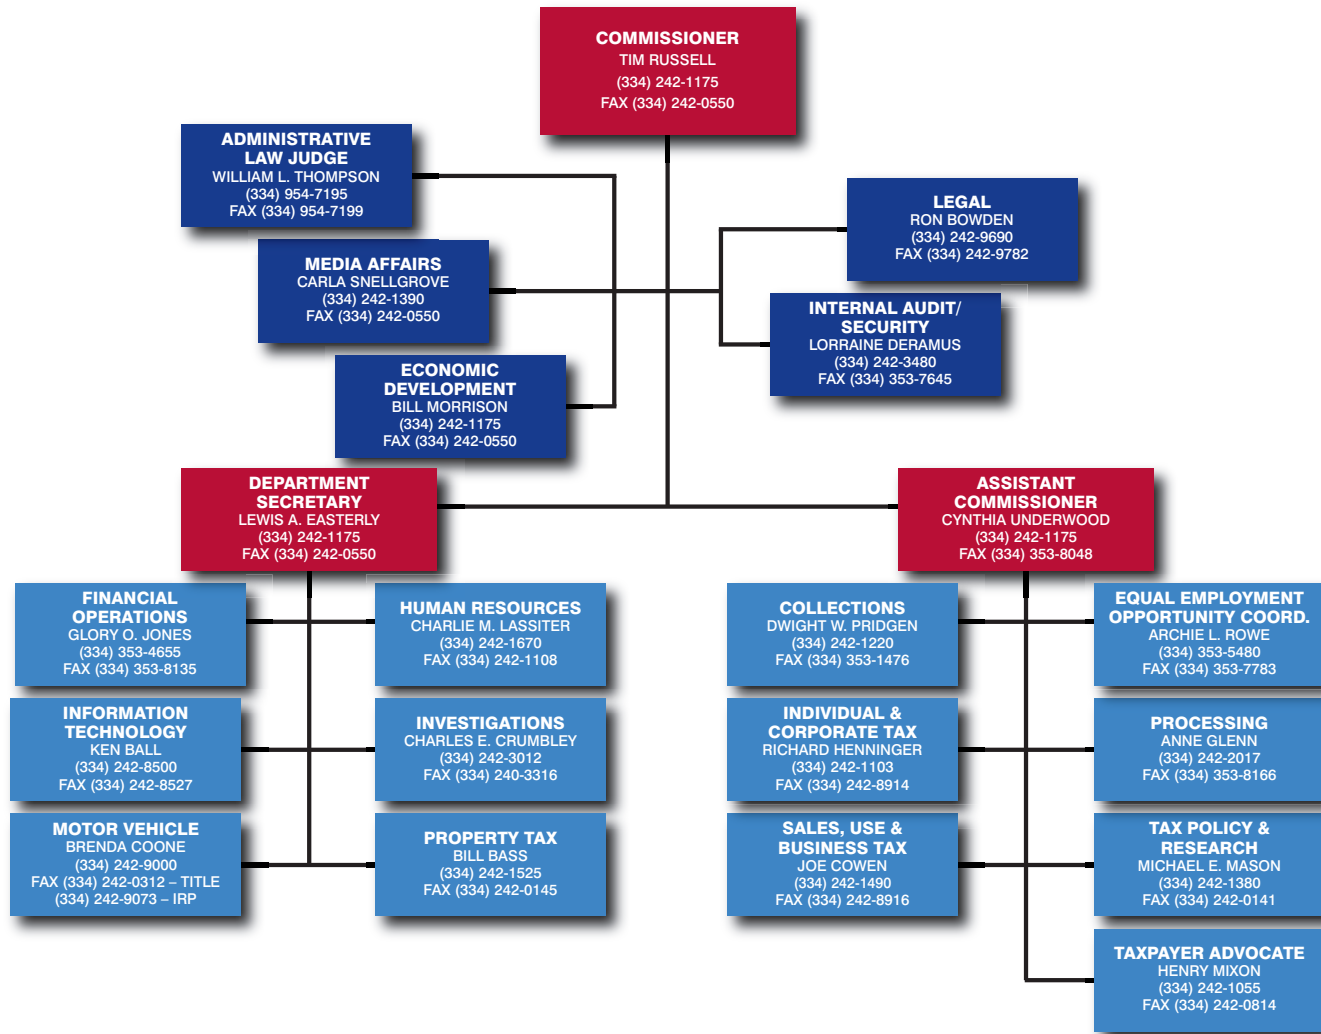 COMMISSIONER
TIM RUSSELL
(334) 242-1175
FAX (334) 242-0550
ADMINISTRATIVE
LAW JUDGE
WILLIAM L. THOMPSON
(334) 954-7195
FAX (334) 954-7199
LEGAL
RON BOWDEN
(334) 242-9690
FAX (334) 242-9782
MEDIA AFFAIRS
CARLA SNELLGROVE
(334) 242-1390
FAX (334) 242-0550
INTERNAL AUDIT/
SECURITY
LORRAINE DERAMUS
(334) 242-3480
FAX (334) 353-7645
ECONOMIC
DEVELOPMENT
BILL MORRISON
(334) 242-1175
FAX (334) 242-0550
DEPARTMENT
SECRETARY
LEWIS A. EASTERLY
(334) 242-1175
FAX (334) 242-0550
ASSISTANT
COMMISSIONER
CYNTHIA UNDERWOOD
(334) 242-1175
FAX (334) 353-8048
FINANCIAL
OPERATIONS
GLORY O. JONES
(334) 353-4655
FAX (334) 353-8135
HUMAN RESOURCES
CHARLIE M. LASSITER
(334) 242-1670
FAX (334) 242-1108
COLLECTIONS
DWIGHT W. PRIDGEN
(334) 242-1220
FAX (334) 353-1476
EQUAL EMPLOYMENT
OPPORTUNITY COORD.
ARCHIE L. ROWE
(334) 353-5480
FAX (334) 353-7783
INFORMATION
TECHNOLOGY
KEN BALL
(334) 242-8500
FAX (334) 242-8527
INVESTIGATIONS
CHARLES E. CRUMBLEY
(334) 242-3012
FAX (334) 240-3316
INDIVIDUAL &
CORPORATE TAX
RICHARD HENNINGER
(334) 242-1103
FAX (334) 242-8914
PROCESSING
ANNE GLENN
(334) 242-2017
FAX (334) 353-8166
MOTOR VEHICLE
BRENDA COONE
(334) 242-9000
FAX (334) 242-0312 – TITLE
(334) 242-9073 – IRP
PROPERTY TAX
BILL BASS
(334) 242-1525
FAX (334) 242-0145
SALES, USE &
BUSINESS TAX
JOE COWEN
(334) 242-1490
FAX (334) 242-8916
TAX POLICY &
RESEARCH
MICHAEL E. MASON
(334) 242-1380
FAX (334) 242-0141
TAXPAYER ADVOCATE
HENRY MIXON
(334) 242-1055
FAX (334) 242-0814